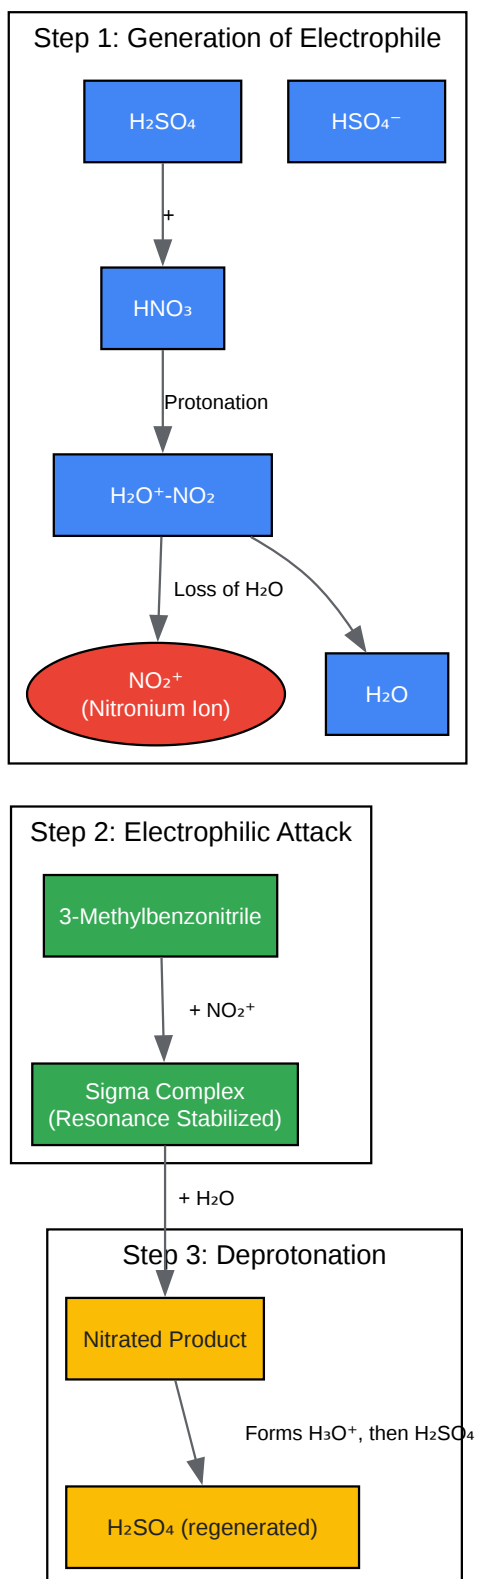 Step 1: Generation of Electrophile
H₂SO₄
HSO₄⁻
+
HNO₃
Protonation
H₂O⁺-NO₂
Loss of H₂O
NO₂⁺
(Nitronium Ion)
H₂O
Step 2: Electrophilic Attack
3-Methylbenzonitrile
+ NO₂⁺
Sigma Complex
(Resonance Stabilized)
+ H₂O
Step 3: Deprotonation
Nitrated Product
Forms H₃O⁺, then H₂SO₄
H₂SO₄ (regenerated)